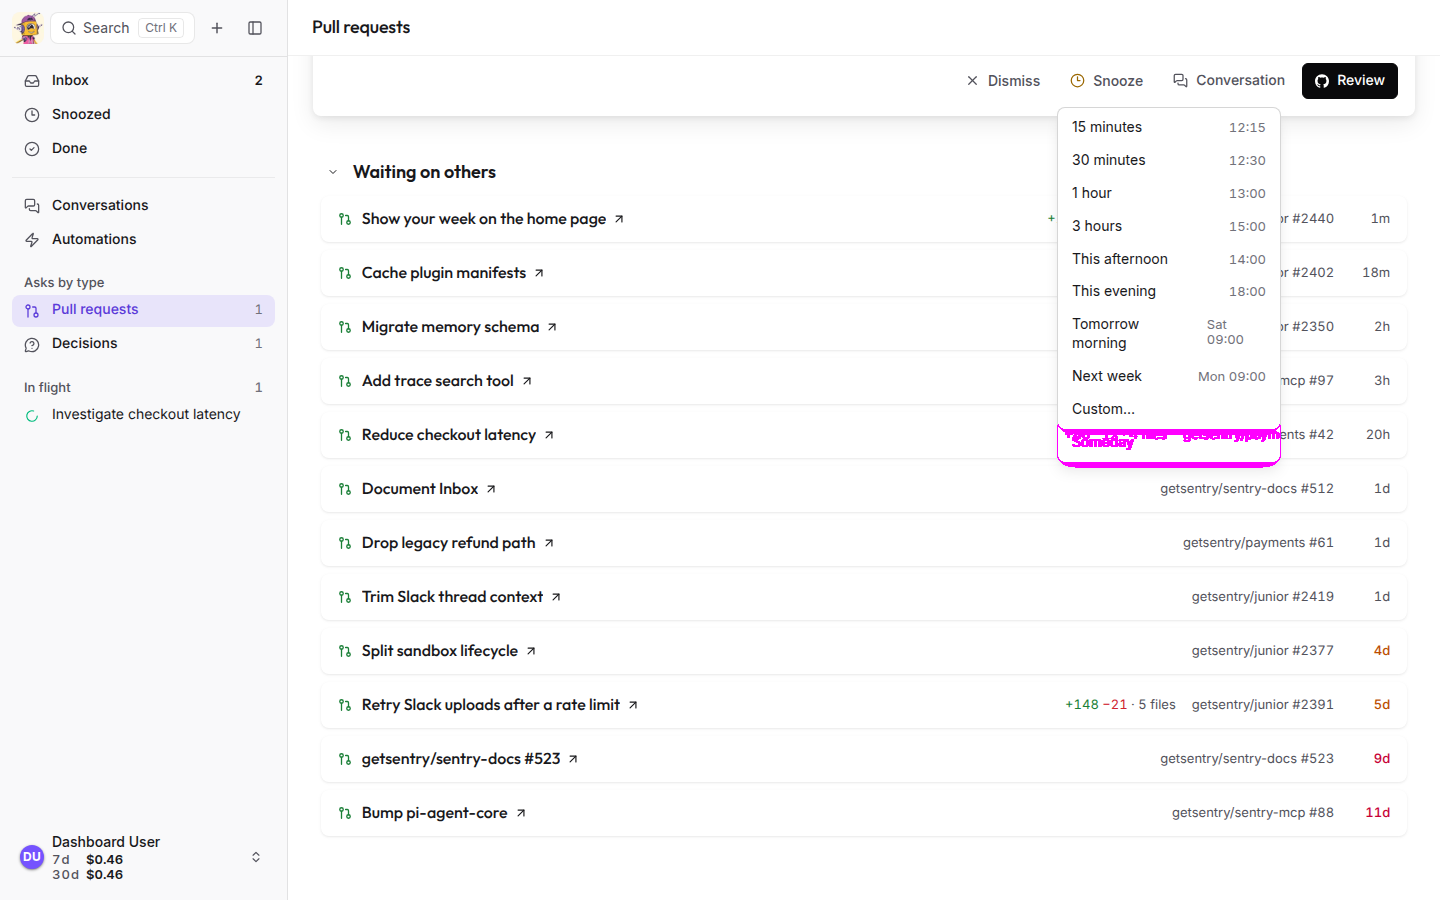 Search Ctrl K
Pull requests
Inbox 2
Snoozed
Done
Conversations
Automations
Asks by type
Pull requests 1
Decisions 1
In flight 1
Investigate checkout latency
Dashboard User
DU
7d $0.46
30d $0.46
Dismiss Snooze Conversation Review
15 minutes 12:15
30 minutes 12:30
1 hour 13:00
3 hours 15:00
This afternoon 14:00
This evening 18:00
Tomorrow morning Sat 09:00
Next week Mon 09:00
Custom...
Someday
Waiting on others
Show your week on the home page + #2440 1m
Cache plugin manifests #2402 18m
Migrate memory schema #2350 2h
Add trace search tool #97 3h
Reduce checkout latency #42 20h
Document Inbox getsentry/sentry-docs #512 1d
Drop legacy refund path getsentry/payments #61 1d
Trim Slack thread context getsentry/junior #2419 1d
Split sandbox lifecycle getsentry/junior #2377 4d
Retry Slack uploads after a rate limit +148 −21 · 5 files getsentry/junior #2391 5d
getsentry/sentry-docs #523 getsentry/sentry-docs #523 9d
Bump pi-agent-core getsentry/sentry-mcp #88 11d